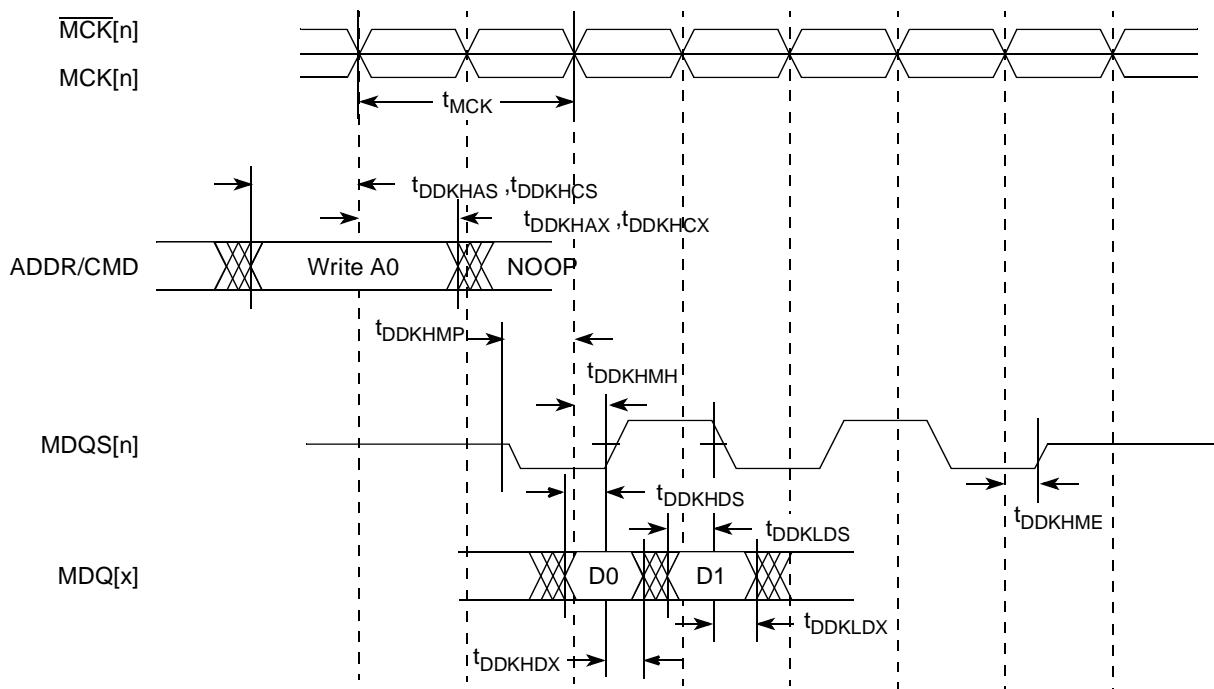 MCK[n]
MCK[n]
tMCK
tDDKHAS ,tDDKHCS
tDDKHAX ,tDDKHCX
ADDR/CMD
Write A0
NOOP
tDDKHMP
tDDKHMH
MDQS[n]
tDDKHDS
tDDKHME
tDDKLDS
MDQ[x]
D0
D1
tDDKLDX
tDDKHDX